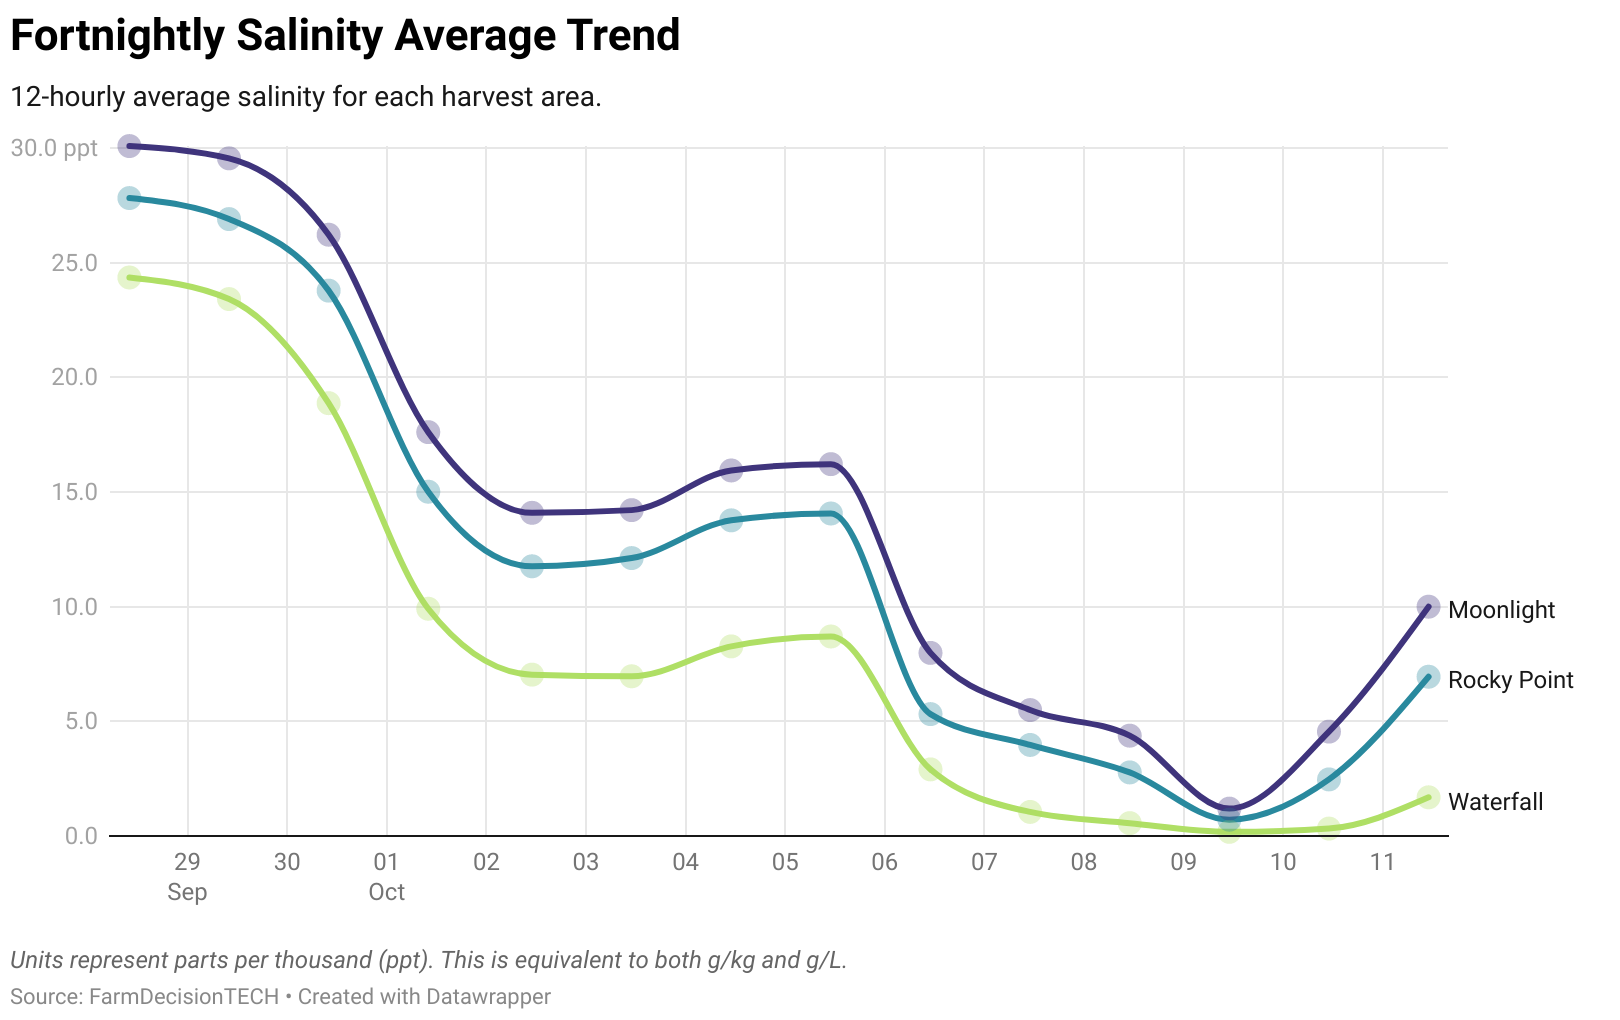 Fortnightly Salinity Average Trend
12-hourly average salinity for each harvest area.
30.0 ppt
25.0
20.0
15.0
10.0
5.0
0.0
Moonlight
Rocky Point
Waterfall
29 30 01 02 03 04 05 06 07 08 09 10 11
Sep Oct
Units represent parts per thousand (ppt). This is equivalent to both g/kg and g/L.
Source: FarmDecisionTECH • Created with Datawrapper